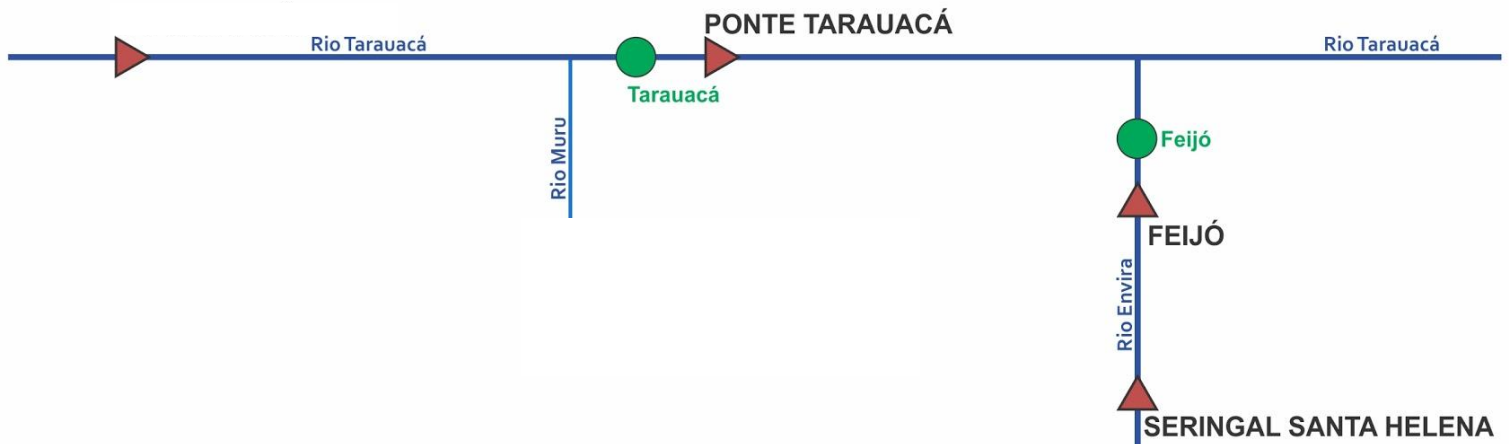 PONTE TARAUACÁ
Rio Tarauacá
Rio Tarauacá
Tarauacá
Rio Muru
Feijó
FEIJÓ
Rio Envira
SERINGAL SANTA HELENA